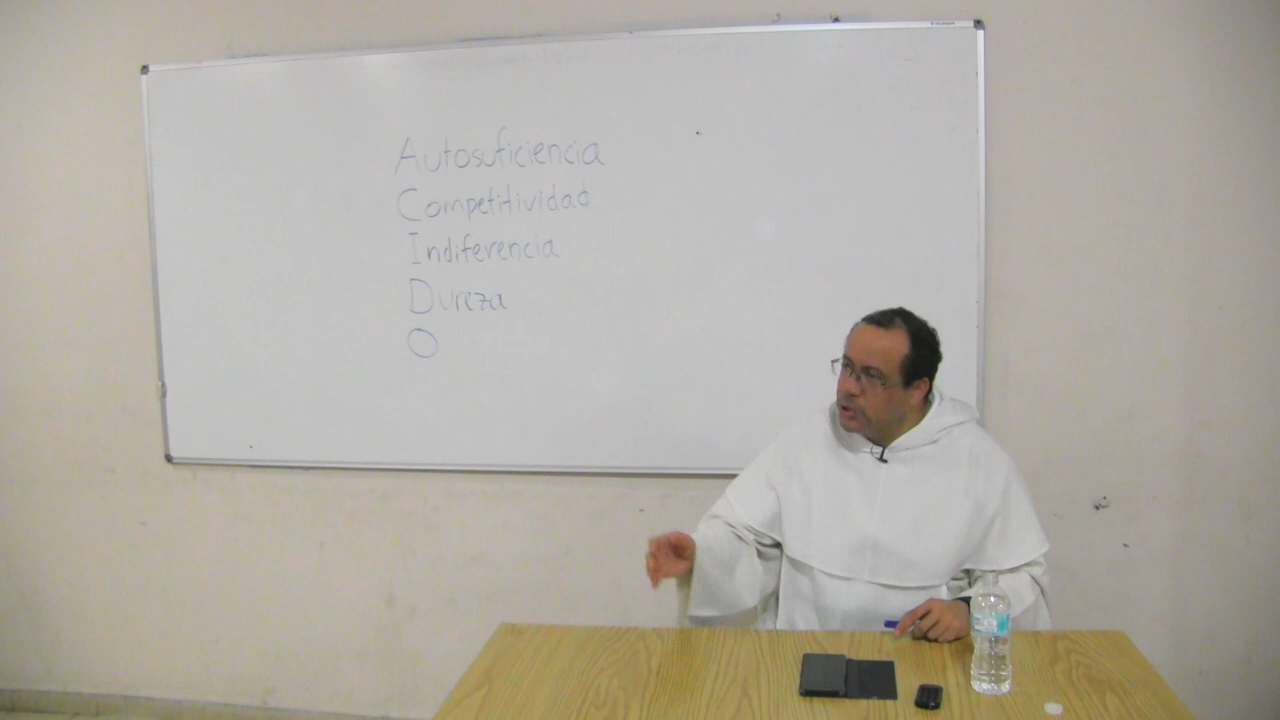 Autosuficiencia
Competitividad
Indiferencia
Dureza
O